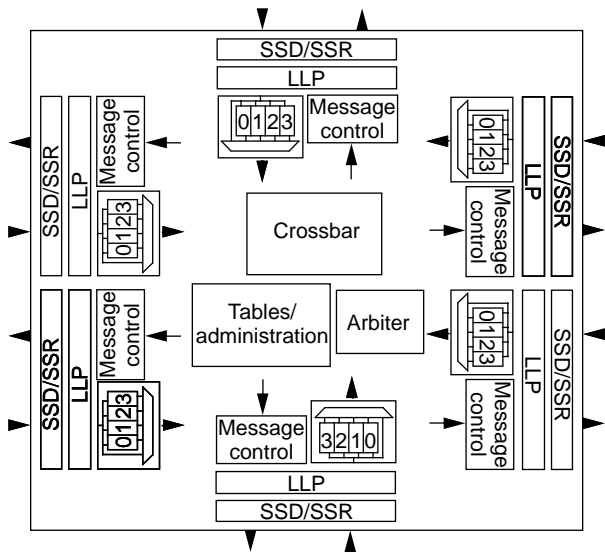 SSD/SSR
LLP
0123
Message
control
SSD/SSR
LLP
Message
control
0123
0123
LLP
SSD/SSR
Message
control
Crossbar
SSD/SSR
LLP
Message
control
0123
Tables/
administration
Arbiter
0123
LLP
SSD/SSR
Message
control
Message
control
3210
LLP
SSD/SSR